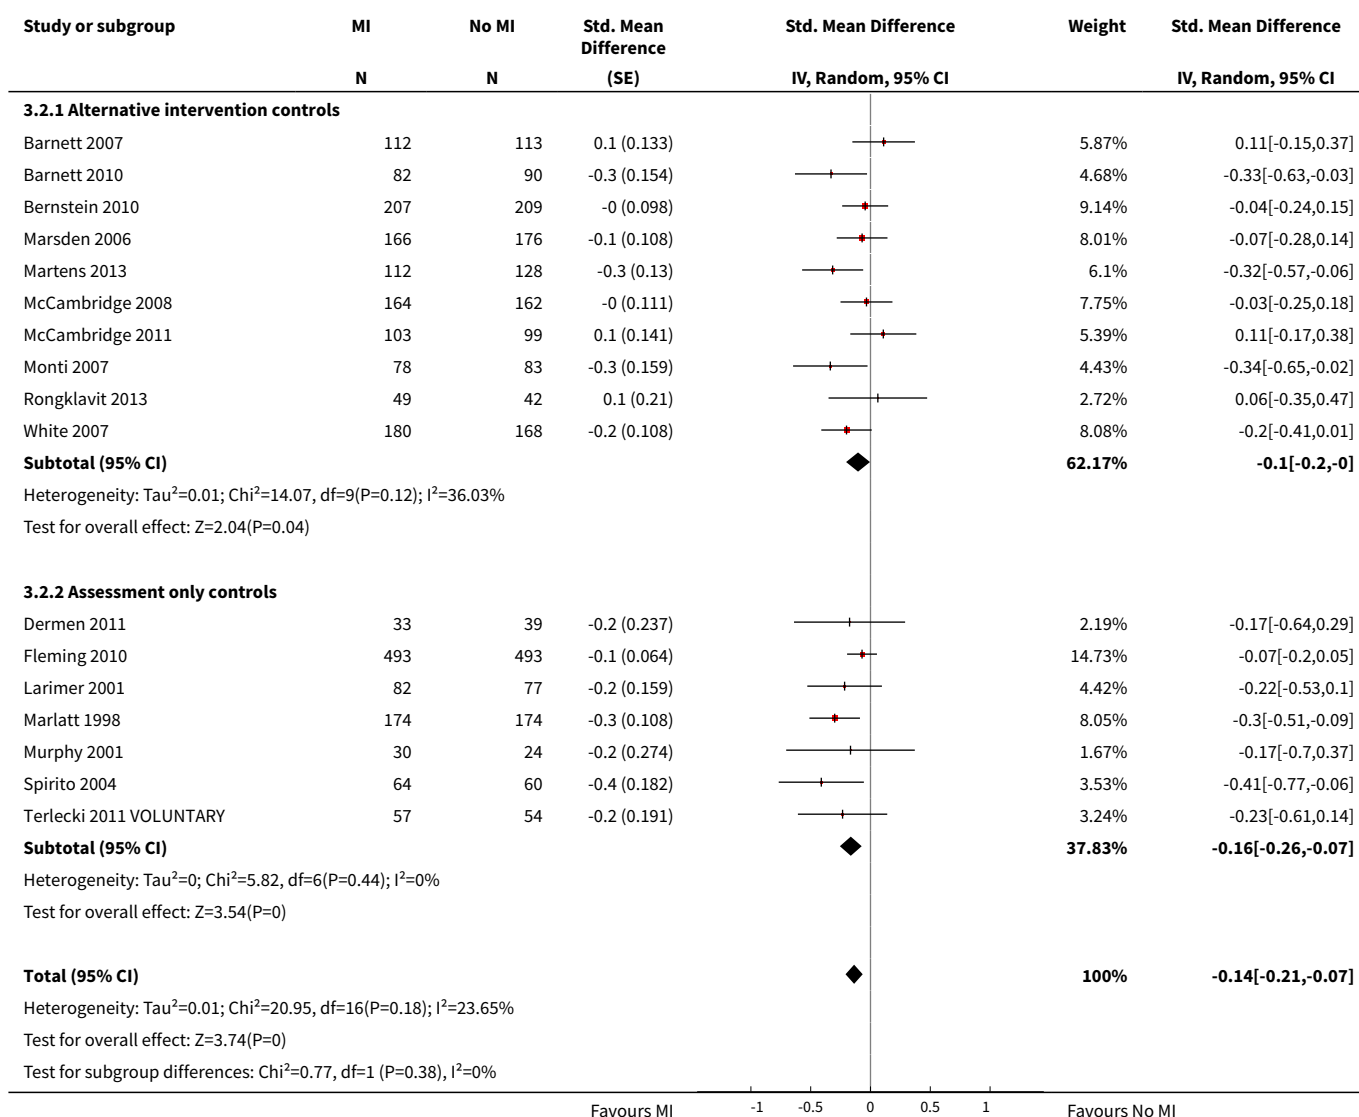 Study or subgroup MI No MI Std. Mean Difference Std. Mean Difference Weight Std. Mean Difference
N N (SE) IV, Random, 95% CI IV, Random, 95% CI
3.2.1 Alternative intervention controls
Barnett 2007 112 113 0.1 (0.133) 5.87% 0.11[-0.15,0.37]
Barnett 2010 82 90 -0.3 (0.154) 4.68% -0.33[-0.63,-0.03]
Bernstein 2010 207 209 -0 (0.098) 9.14% -0.04[-0.24,0.15]
Marsden 2006 166 176 -0.1 (0.108) 8.01% -0.07[-0.28,0.14]
Martens 2013 112 128 -0.3 (0.13) 6.1% -0.32[-0.57,-0.06]
McCambridge 2008 164 162 -0 (0.111) 7.75% -0.03[-0.25,0.18]
McCambridge 2011 103 99 0.1 (0.141) 5.39% 0.11[-0.17,0.38]
Monti 2007 78 83 -0.3 (0.159) 4.43% -0.34[-0.65,-0.02]
Rongklavit 2013 49 42 0.1 (0.21) 2.72% 0.06[-0.35,0.47]
White 2007 180 168 -0.2 (0.108) 8.08% -0.2[-0.41,0.01]
Subtotal (95% CI) 62.17% -0.1[-0.2,-0]
Heterogeneity: Tau²=0.01; Chi²=14.07, df=9(P=0.12); I²=36.03%
Test for overall effect: Z=2.04(P=0.04)
3.2.2 Assessment only controls
Dermen 2011 33 39 -0.2 (0.237) 2.19% -0.17[-0.64,0.29]
Fleming 2010 493 493 -0.1 (0.064) 14.73% -0.07[-0.2,0.05]
Larimer 2001 82 77 -0.2 (0.159) 4.42% -0.22[-0.53,0.1]
Marlatt 1998 174 174 -0.3 (0.108) 8.05% -0.3[-0.51,-0.09]
Murphy 2001 30 24 -0.2 (0.274) 1.67% -0.17[-0.7,0.37]
Spirito 2004 64 60 -0.4 (0.182) 3.53% -0.41[-0.77,-0.06]
Terlecki 2011 VOLUNTARY 57 54 -0.2 (0.191) 3.24% -0.23[-0.61,0.14]
Subtotal (95% CI) 37.83% -0.16[-0.26,-0.07]
Heterogeneity: Tau²=0; Chi²=5.82, df=6(P=0.44); I²=0%
Test for overall effect: Z=3.54(P=0)
Total (95% CI) 100% -0.14[-0.21,-0.07]
Heterogeneity: Tau²=0.01; Chi²=20.95, df=16(P=0.18); I²=23.65%
Test for overall effect: Z=3.74(P=0)
Test for subgroup differences: Chi²=0.77, df=1 (P=0.38), I²=0%
Favours MI -1 -0.5 0 0.5 1 Favours No MI